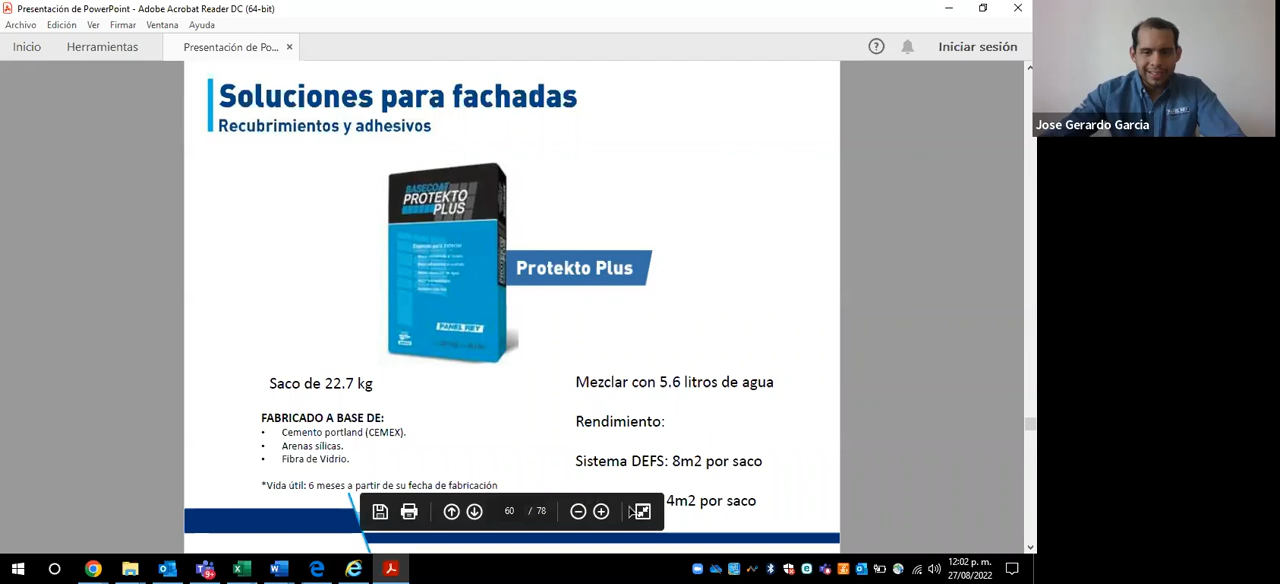 Presentación de PowerPoint - Adobe Acrobat Reader DC (64-bit)
Archivo Edición Ver Firmar Ventana Ayuda
Inicio Herramientas Presentación de Po... × Iniciar sesión
Soluciones para fachadas
Recubrimientos y adhesivos
BASECOAT
PROTEKTO
PLUS
PANEL REY
Protekto Plus
Saco de 22.7 kg
FABRICADO A BASE DE:
• Cemento portland (CEMEX).
• Arenas sílicas.
• Fibra de Vidrio.
*Vida útil: 6 meses a partir de su fecha de fabricación
Mezclar con 5.6 litros de agua
Rendimiento:
Sistema DEFS: 8m2 por saco
4m2 por saco
60 / 78
Jose Gerardo Garcia
PANEL REY
12:02 p. m.
27/08/2022